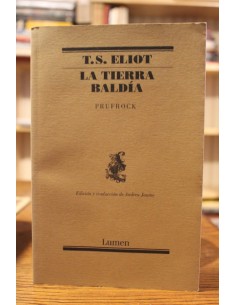 T.S. ELIOT
LA TIERRA
BALDÍA
PRUFROCK
Edición y traducción de Andreu Jaume
Lumen